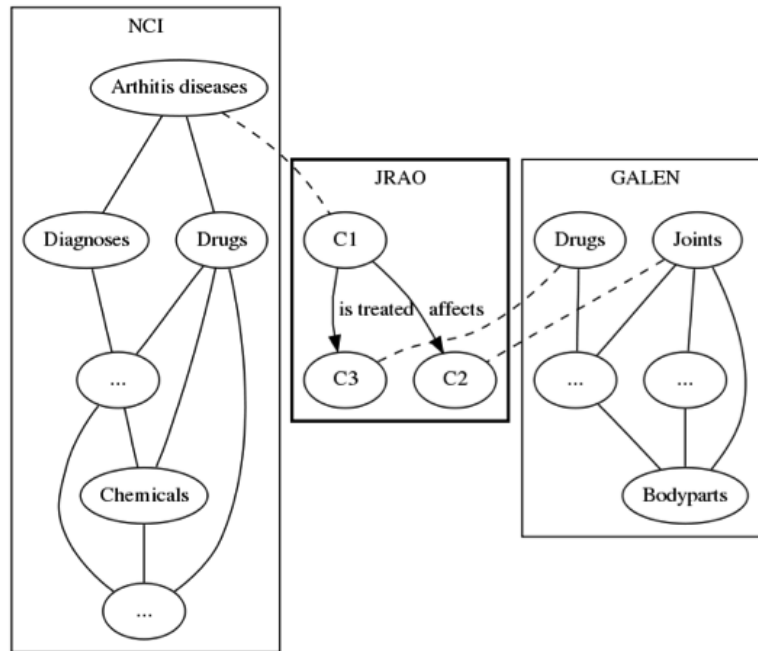 NCI
Arthitis diseases
Diagnoses
Drugs
...
Chemicals
...
JRAO
C1
is treated
affects
C3
C2
GALEN
Drugs
Joints
...
...
Bodyparts